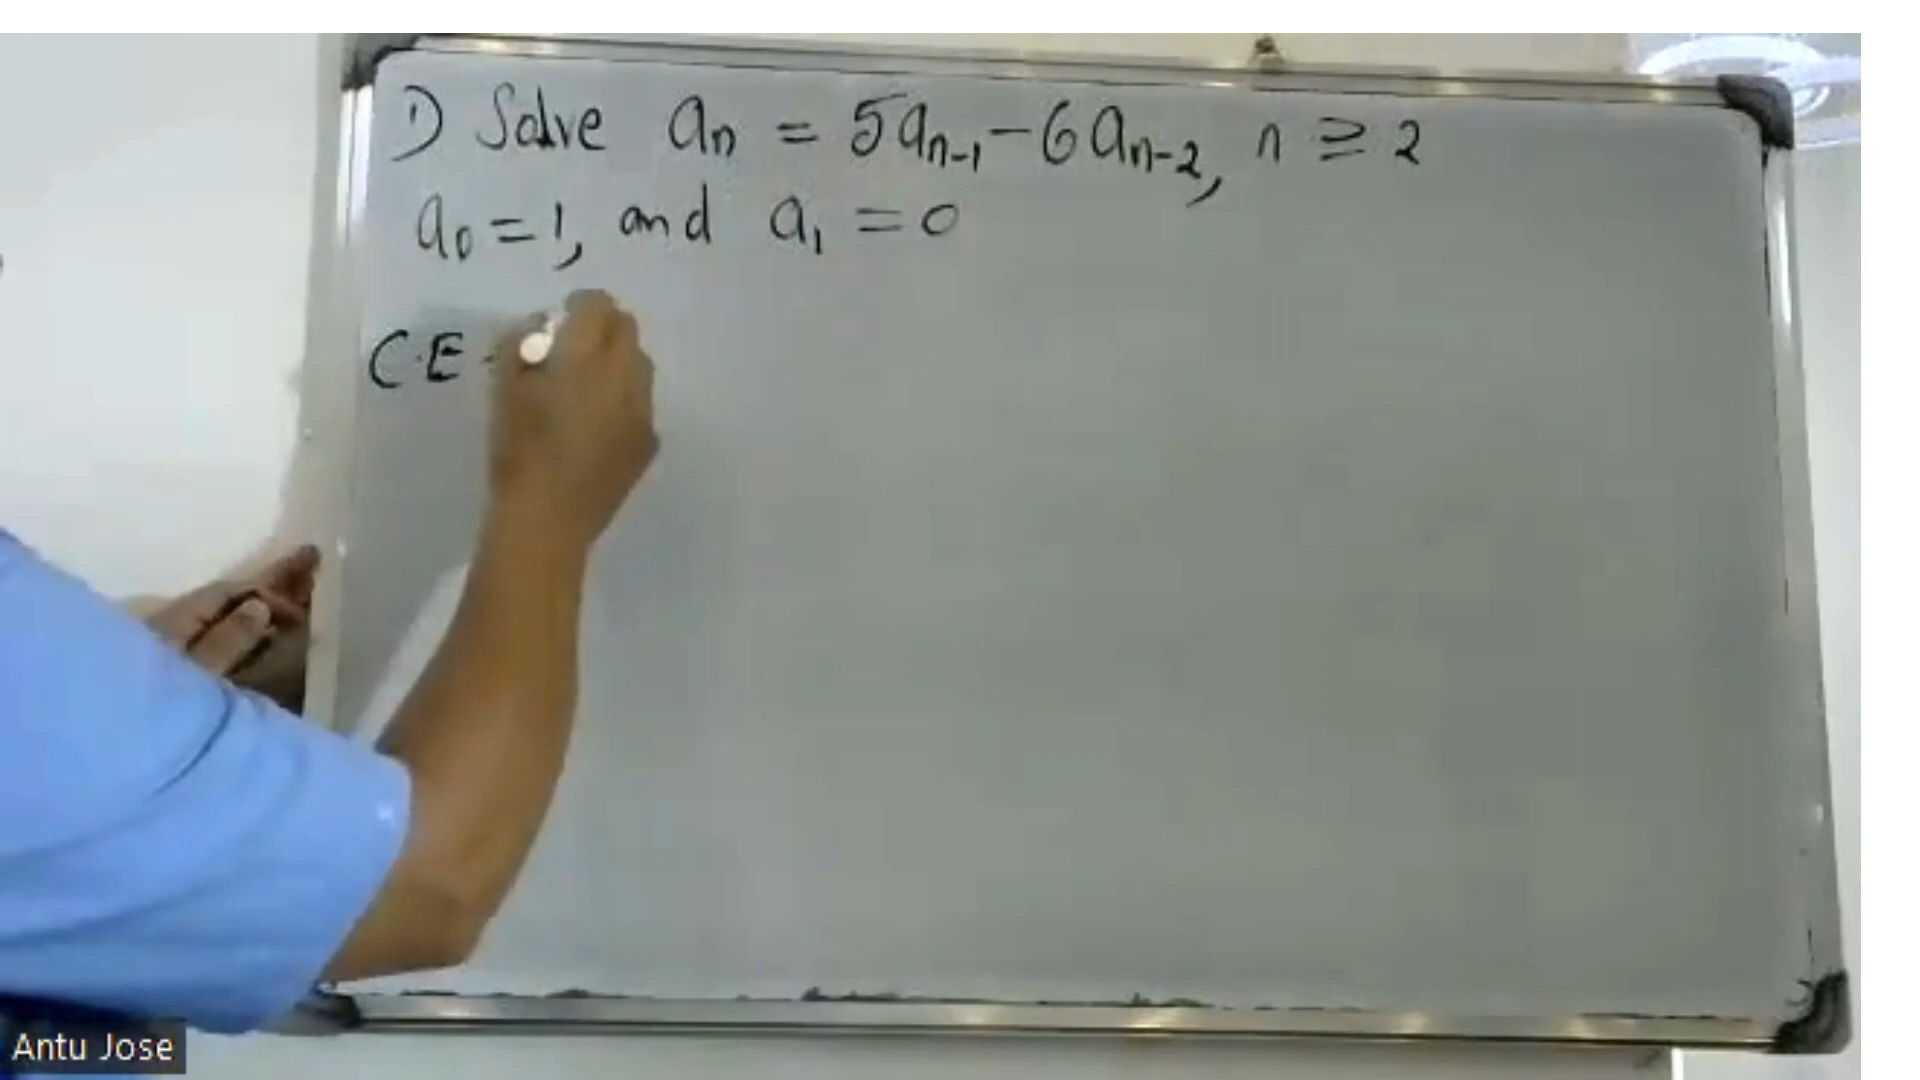 1) Solve aₙ = 5aₙ₋₁ - 6aₙ₋₂, n ≥ 2
a₀ = 1, and a₁ = 0
C.E -
Antu Jose